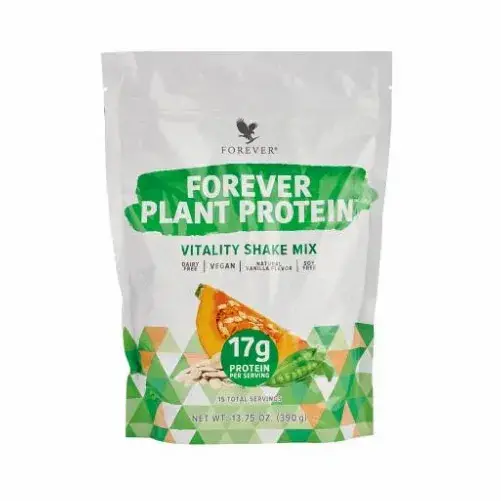 FOREVER®
FOREVER
PLANT PROTEIN™
VITALITY SHAKE MIX
DAIRY FREE | VEGAN | NATURAL VANILLA FLAVOR | SOY FREE
17g
PROTEIN
PER SERVING
15 TOTAL SERVINGS
NET WT. 13.75 OZ. (390 g)